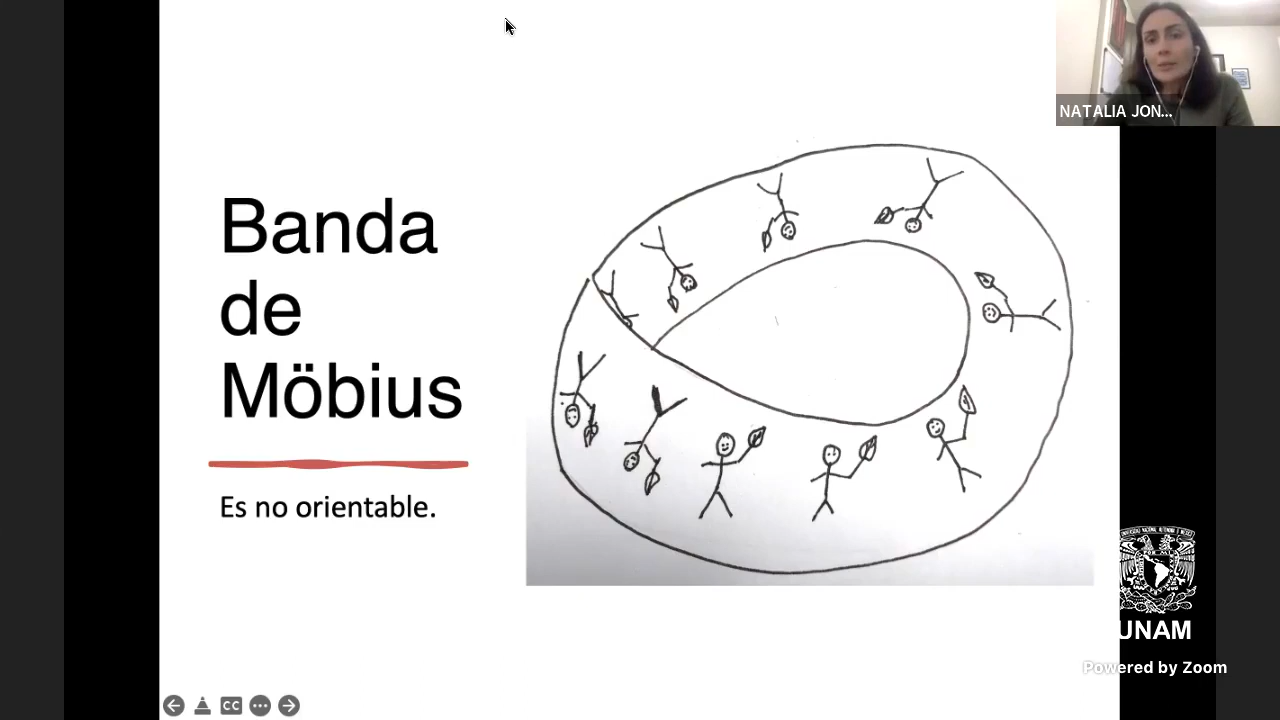 NATALIA JON...
Banda
de
Möbius
Es no orientable.
UNAM
Powered by Zoom
CC